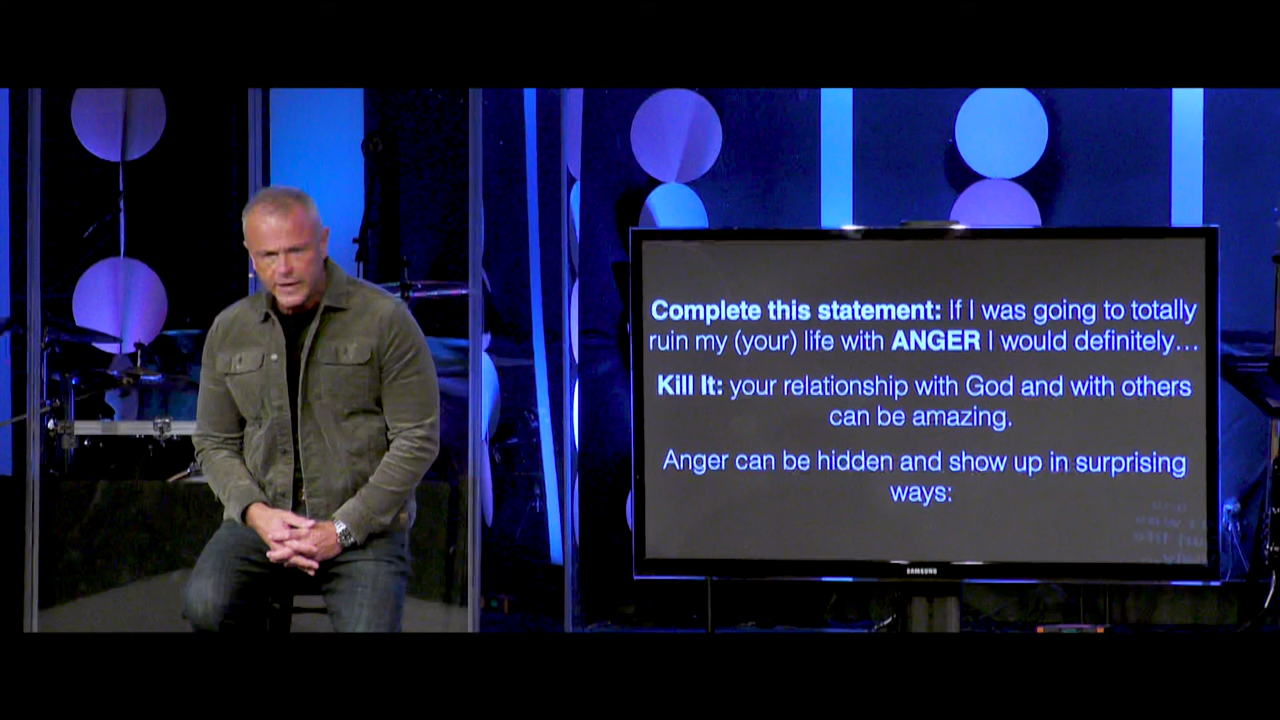 Complete this statement: If I was going to totally
ruin my (your) life with ANGER I would definitely...
Kill It: your relationship with God and with others
can be amazing.
Anger can be hidden and show up in surprising
ways:
SAMSUNG